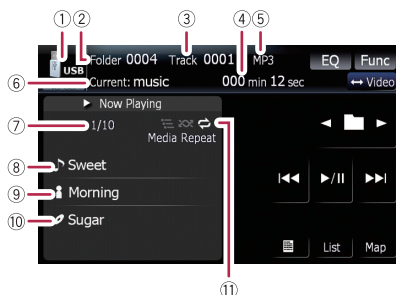 ① ② ③ ④ ⑤
USB Folder 0004 Track 0001 MP3 EQ Func
⑥ Current: music 000 min 12 sec ↔ Video
► Now Playing
⑦ 1/10
Media Repeat
⑧ Sweet
⑨ Morning
⑩ Sugar
List Map
⑪